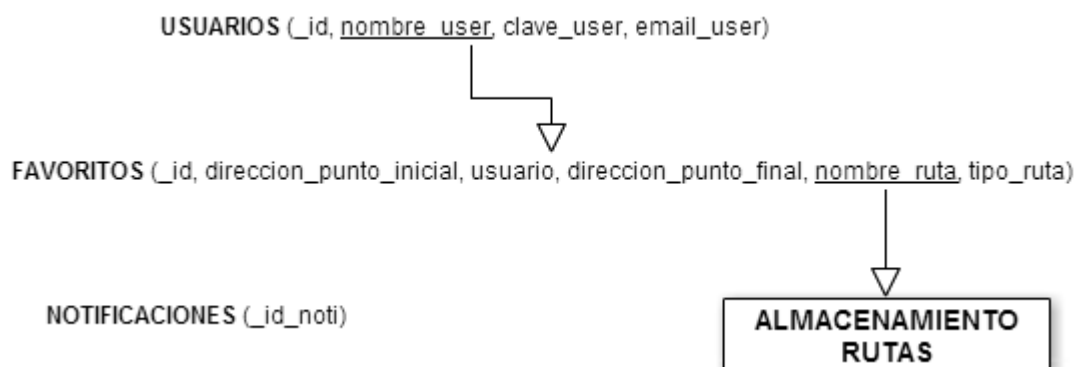 USUARIOS (_id, nombre_user, clave_user, email_user)
FAVORITOS (_id, direccion_punto_inicial, usuario, direccion_punto_final, nombre_ruta, tipo_ruta)
NOTIFICACIONES (_id_noti)
ALMACENAMIENTO
RUTAS